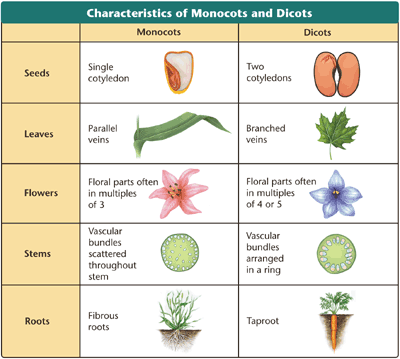 Characteristics of Monocots and Dicots
Monocots
Dicots
Seeds
Single
cotyledon
Two
cotyledons
Leaves
Parallel
veins
Branched
veins
Flowers
Floral parts often
in multiples
of 3
Floral parts often
in multiples
of 4 or 5
Stems
Vascular
bundles
scattered
throughout
stem
Vascular
bundles
arranged
in a ring
Roots
Fibrous
roots
Taproot